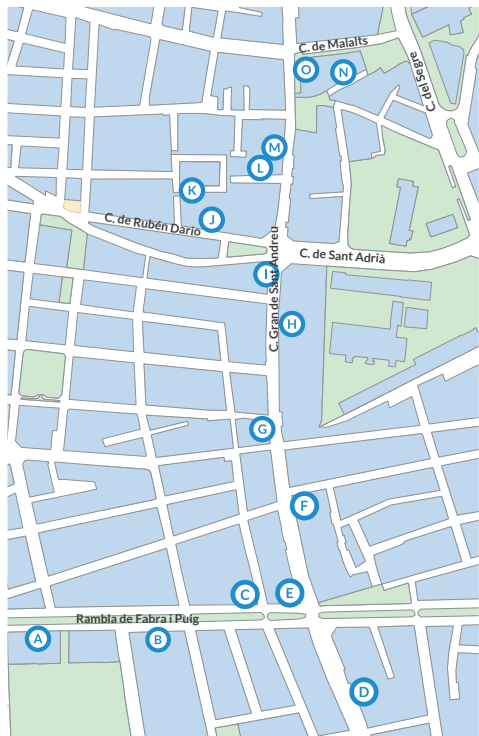 C. de Malalts
O
N
C. del Segre
M
L
K
J
C. de Rubén Darío
C. de Sant Adrià
I
C. Gran de Sant Andreu
H
G
F
C
E
Rambla de Fabra i Puig
A
B
D